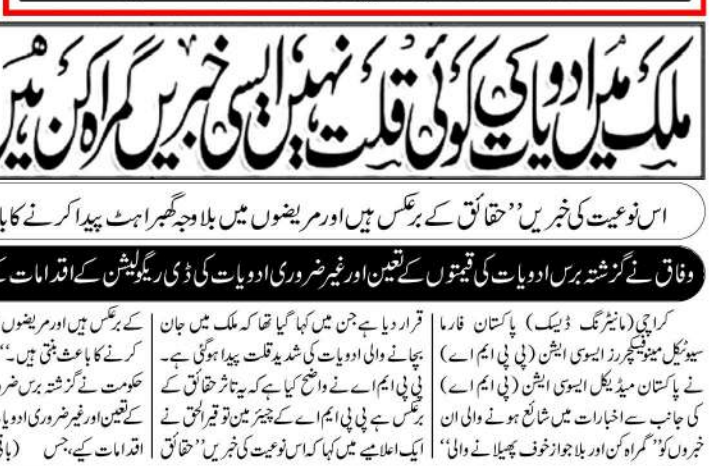 ملک میں ادویات کی کوئی قلت نہیں ایسی خبریں گمراہ کن ہیں
اس نوعیت کی خبریں ’’حقائق کے برعکس ہیں اور مریضوں میں بلاوجہ گھبراہٹ پیدا کرنے کا
وفاق نے گزشتہ برس ادویات کی قیمتوں کے تعین اور غیر ضروری ادویات کی ڈی ریگولیشن کے اقدامات
کراچی (مانیٹرنگ ڈیسک) پاکستان فارما
سیوٹیکل مینوفیکچررز ایسوسی ایشن (پی پی ایم اے)
نے پاکستان میڈیکل ایسوسی ایشن (پی ایم اے)
کی جانب سے اخبارات میں شائع ہونے والی ان
خبروں کو ’’گمراہ کن اور بلاجواز خوف پھیلانے والی‘‘
قرار دیا ہے جن میں کہا گیا تھا کہ ملک میں جان
بچانے والی ادویات کی شدید قلت پیدا ہوگئی ہے۔
پی پی ایم اے نے واضح کیا ہے کہ یہ تاثر حقائق کے
برعکس ہے پی پی ایم اے کے چیئرمین توقیر الحق نے
ایک اعلامیے میں کہا کہ اس نوعیت کی خبریں ’’حقائق
کے برعکس ہیں اور مریضوں
کرنے کا باعث بنتی ہیں۔‘‘
حکومت نے گزشتہ برس
کے تعین اور غیر ضروری
اقدامات کیے، جس